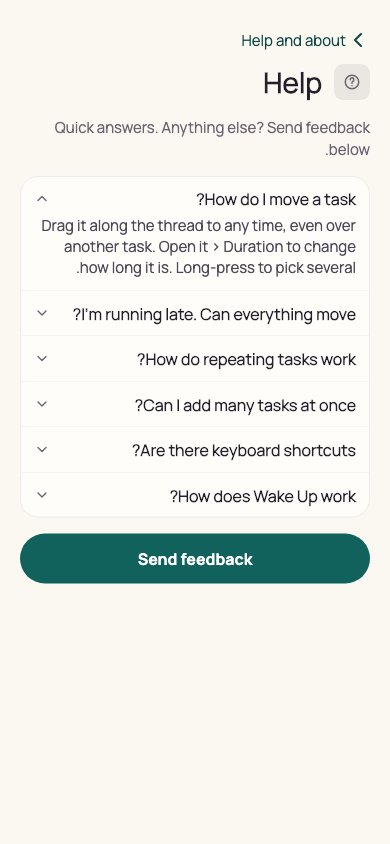 Help and about
Help
Quick answers. Anything else? Send feedback
below.
How do I move a task?
Drag it along the thread to any time, even over
another task. Open it > Duration to change
how long it is. Long-press to pick several.
I'm running late. Can everything move?
How do repeating tasks work?
Can I add many tasks at once?
Are there keyboard shortcuts?
How does Wake Up work?
Send feedback